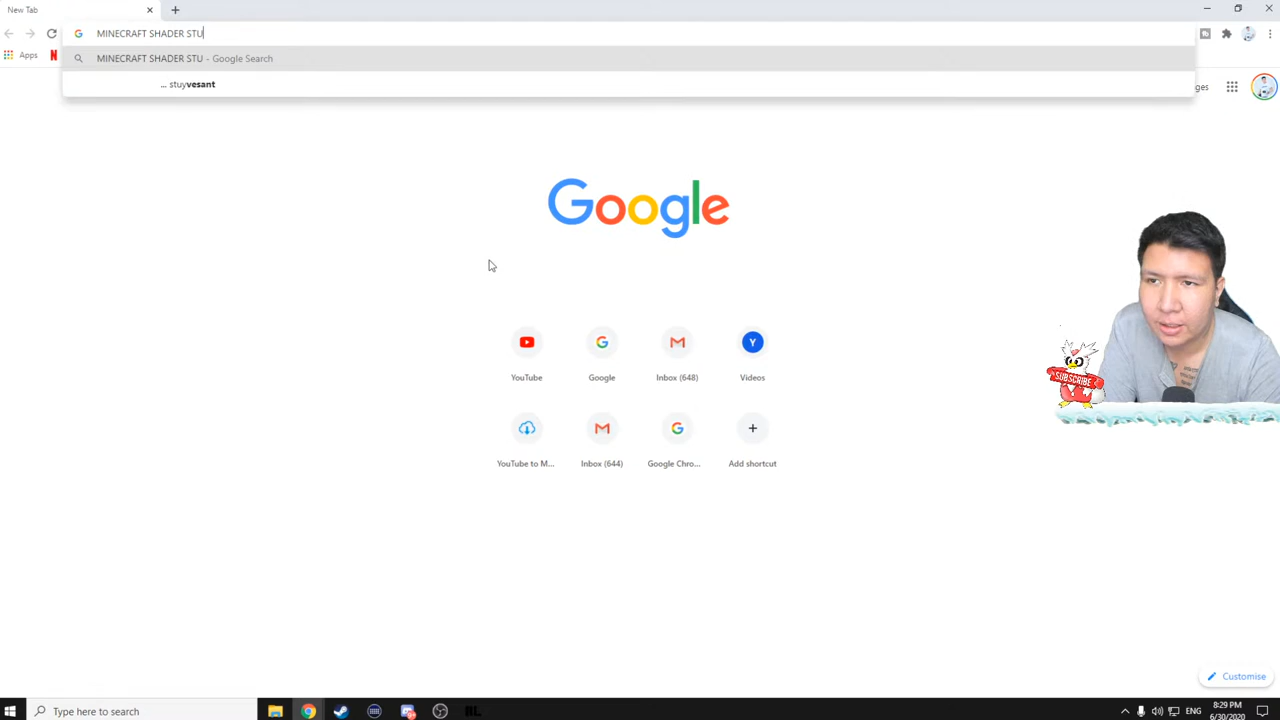 New Tab
MINECRAFT SHADER STU
MINECRAFT SHADER STU - Google Search
... stuyvesant
Apps
ges
Google
YouTube
Google
Inbox (648)
Y
Videos
YouTube to M...
Inbox (644)
Google Chro...
Add shortcut
SUBSCRIBE
Customise
Type here to search
ENG
8:29 PM
6/30/2020